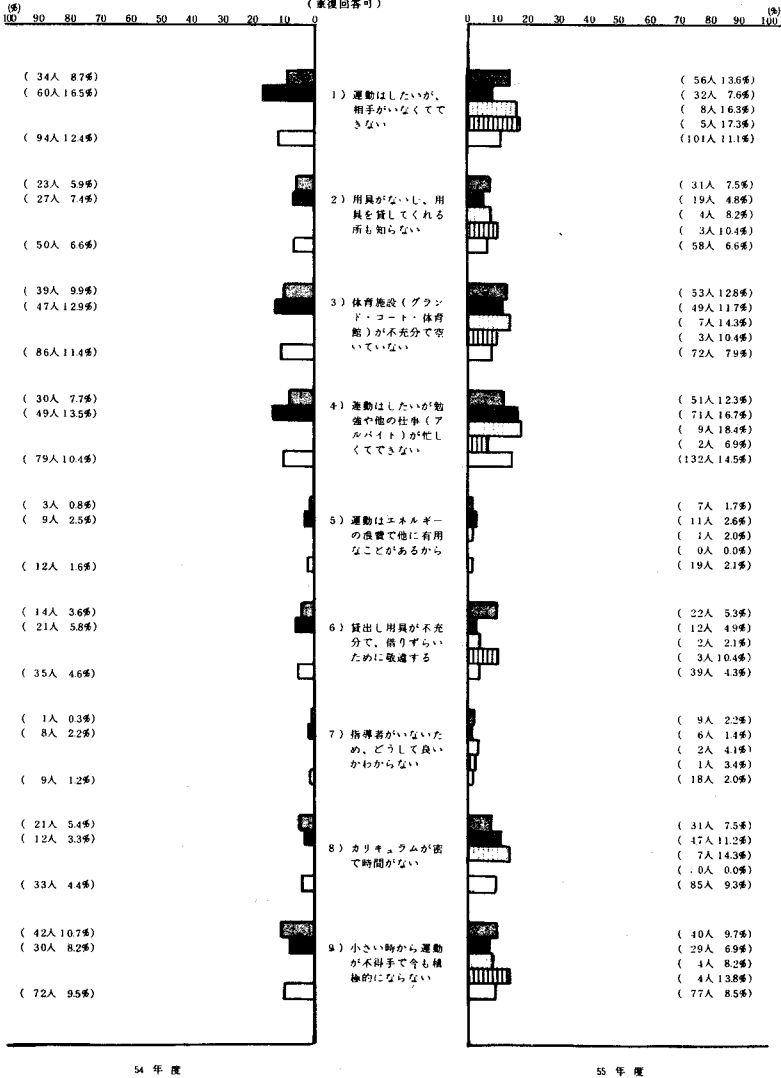 (重複回答可)
(%)
100 90 80 70 60 50 40 30 20 10 0
0 10 20 30 40 50 60 70 80 90 100
(%)
( 34人 8.7%)
( 60人 16.5%)
( 94人 12.4%)
1) 運動はしたいが、
相手がいなくてで
きない
( 56人 13.6%)
( 32人 7.6%)
( 8人 16.3%)
( 5人 17.3%)
(101人 11.1%)
( 23人 5.9%)
( 27人 7.4%)
( 50人 6.6%)
2) 用具がないし、用
具を貸してくれる
所も知らない
( 31人 7.5%)
( 19人 4.8%)
( 4人 8.2%)
( 3人 10.4%)
( 58人 6.6%)
( 39人 9.9%)
( 47人 12.9%)
( 86人 11.4%)
3) 体育施設(グラン
ド・コート・体育
館)が不充分で空
いていない
( 53人 12.8%)
( 49人 11.7%)
( 7人 14.3%)
( 3人 10.4%)
( 72人 7.9%)
( 30人 7.7%)
( 49人 13.5%)
( 79人 10.4%)
4) 運動はしたいが勉
強や他の仕事(ア
ルバイト)が忙し
くてできない
( 51人 12.3%)
( 71人 16.7%)
( 9人 18.4%)
( 2人 6.9%)
(132人 14.5%)
( 3人 0.8%)
( 9人 2.5%)
( 12人 1.6%)
5) 運動はエネルギー
の浪費で他に有用
なことがあるから
( 7人 1.7%)
( 11人 2.6%)
( 1人 2.0%)
( 0人 0.0%)
( 19人 2.1%)
( 14人 3.6%)
( 21人 5.8%)
( 35人 4.6%)
6) 貸出し用具が不充
分で、借りずらい
ために敬遠する
( 22人 5.3%)
( 12人 4.9%)
( 2人 2.1%)
( 3人 10.4%)
( 39人 4.3%)
( 1人 0.3%)
( 8人 2.2%)
( 9人 1.2%)
7) 指導者がいないた
め、どうして良い
かわからない
( 9人 2.2%)
( 6人 1.4%)
( 2人 4.1%)
( 1人 3.4%)
( 18人 2.0%)
( 21人 5.4%)
( 12人 3.3%)
( 33人 4.4%)
8) カリキュラムが密
で時間がない
( 31人 7.5%)
( 47人 11.2%)
( 7人 14.3%)
( 0人 0.0%)
( 85人 9.3%)
( 42人 10.7%)
( 30人 8.2%)
( 72人 9.5%)
9) 小さい時から運動
が不得手で今も積
極的にならない
( 40人 9.7%)
( 29人 6.9%)
( 4人 8.2%)
( 4人 13.8%)
( 77人 8.5%)
54 年 度
55 年 度